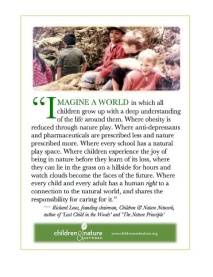 “IMAGINE A WORLD in which all
children grow up with a deep understanding
of the life around them. Where obesity is
reduced through nature play. Where anti-depressants
and pharmaceuticals are prescribed less and nature
prescribed more. Where every school has a natural
play space. Where children experience the joy of
being in nature before they learn of its loss, where
they can lie in the grass on a hillside for hours and
watch clouds become the faces of the future. Where
every child and every adult has a human right to a
connection to the natural world, and shares the
responsibility for caring for it.”
Richard Louv, founding chairman, Children & Nature Network,
author of ‘Last Child in the Woods’ and ‘The Nature Principle’
children&nature
NETWORK
www.childrenandnature.org